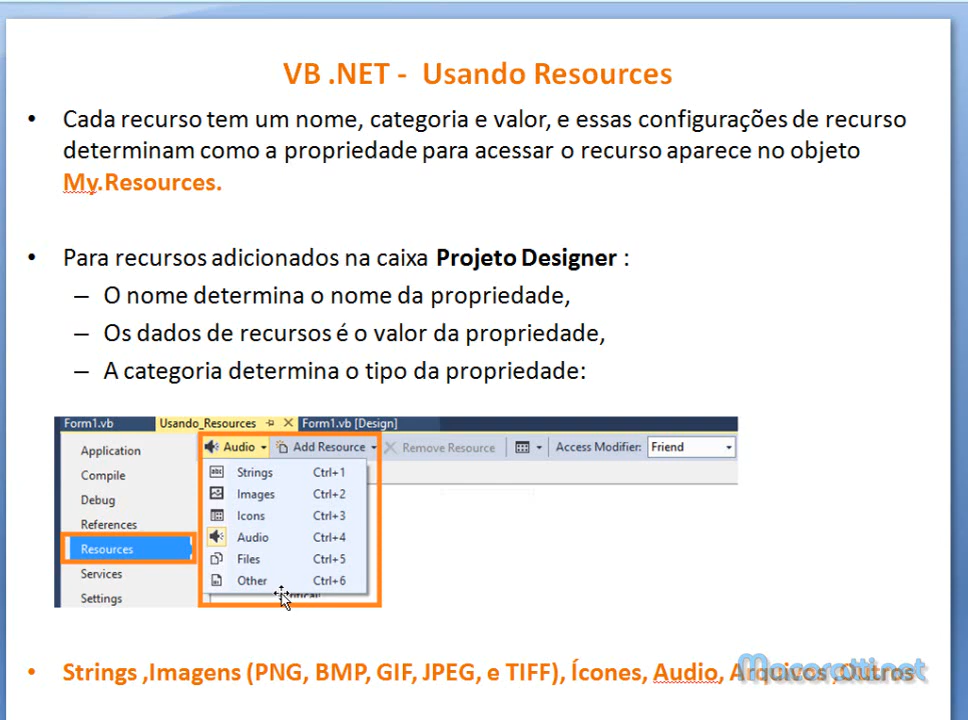 VB .NET - Usando Resources
• Cada recurso tem um nome, categoria e valor, e essas configurações de recurso
determinam como a propriedade para acessar o recurso aparece no objeto
My.Resources.
• Para recursos adicionados na caixa Projeto Designer :
– O nome determina o nome da propriedade,
– Os dados de recursos é o valor da propriedade,
– A categoria determina o tipo da propriedade:
Form1.vb Usando_Resources Form1.vb [Design]
Application Audio Add Resource Remove Resource Access Modifier: Friend
Compile Strings Ctrl+1
Debug Images Ctrl+2
References Icons Ctrl+3
Resources Audio Ctrl+4
Services Files Ctrl+5
Settings Other Ctrl+6
• Strings ,Imagens (PNG, BMP, GIF, JPEG, e TIFF), Ícones, Audio, Arquivos ,Outros